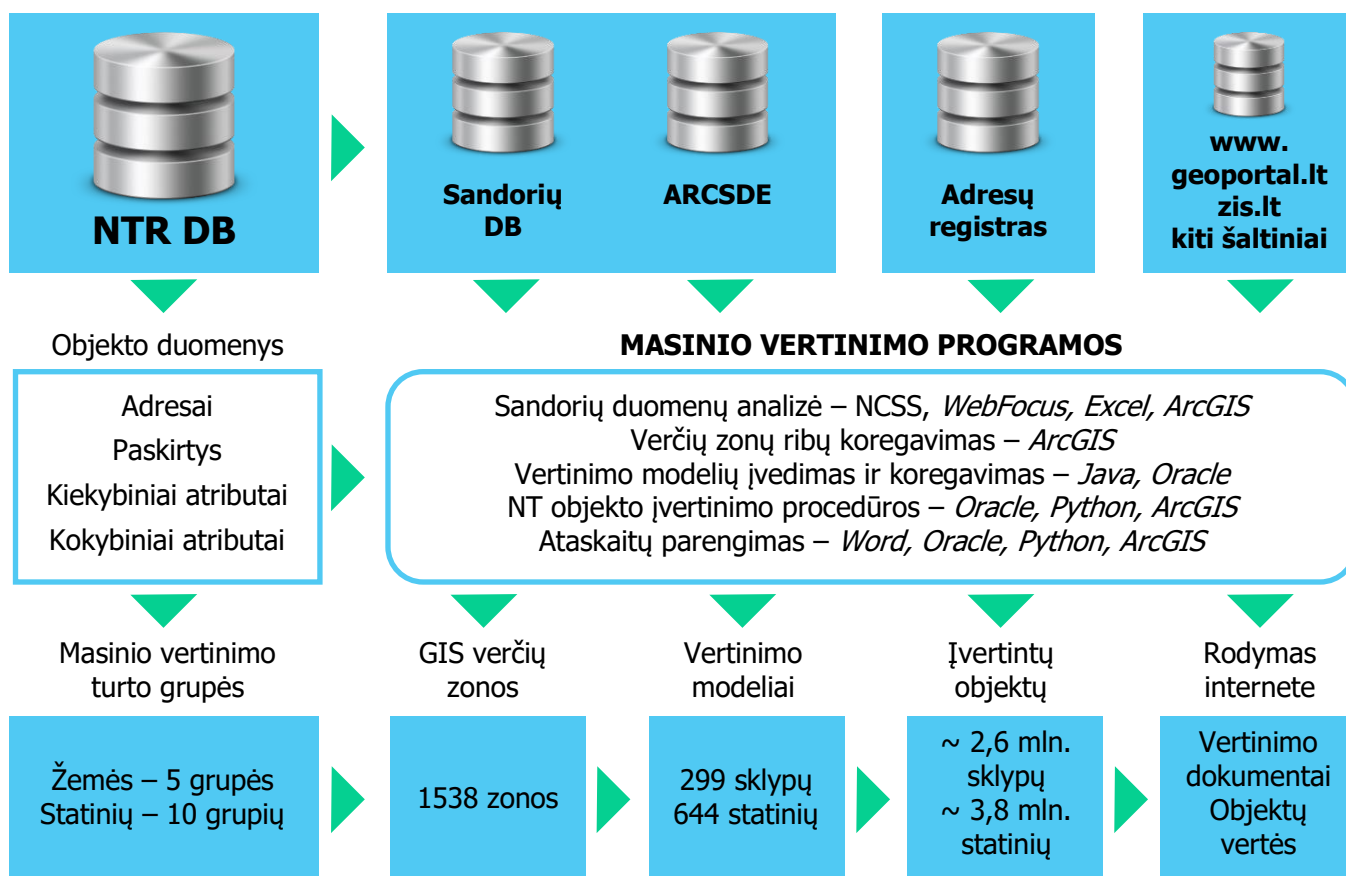 NTR DB
Sandorių
DB
ARCSDE
Adresų
registras
www.
geoportal.lt
zis.lt
kiti šaltiniai
Objekto duomenys
Adresai
Paskirtys
Kiekybiniai atributai
Kokybiniai atributai
MASINIO VERTINIMO PROGRAMOS
Sandorių duomenų analizė – NCSS, WebFocus, Excel, ArcGIS
Verčių zonų ribų koregavimas – ArcGIS
Vertinimo modelių įvedimas ir koregavimas – Java, Oracle
NT objekto įvertinimo procedūros – Oracle, Python, ArcGIS
Ataskaitų parengimas – Word, Oracle, Python, ArcGIS
Masinio vertinimo
turto grupės
Žemės – 5 grupės
Statinių – 10 grupių
GIS verčių
zonos
1538 zonos
Vertinimo
modeliai
299 sklypų
644 statinių
Įvertintų
objektų
~ 2,6 mln.
sklypų
~ 3,8 mln.
statinių
Rodymas
internete
Vertinimo
dokumentai
Objektų
vertės